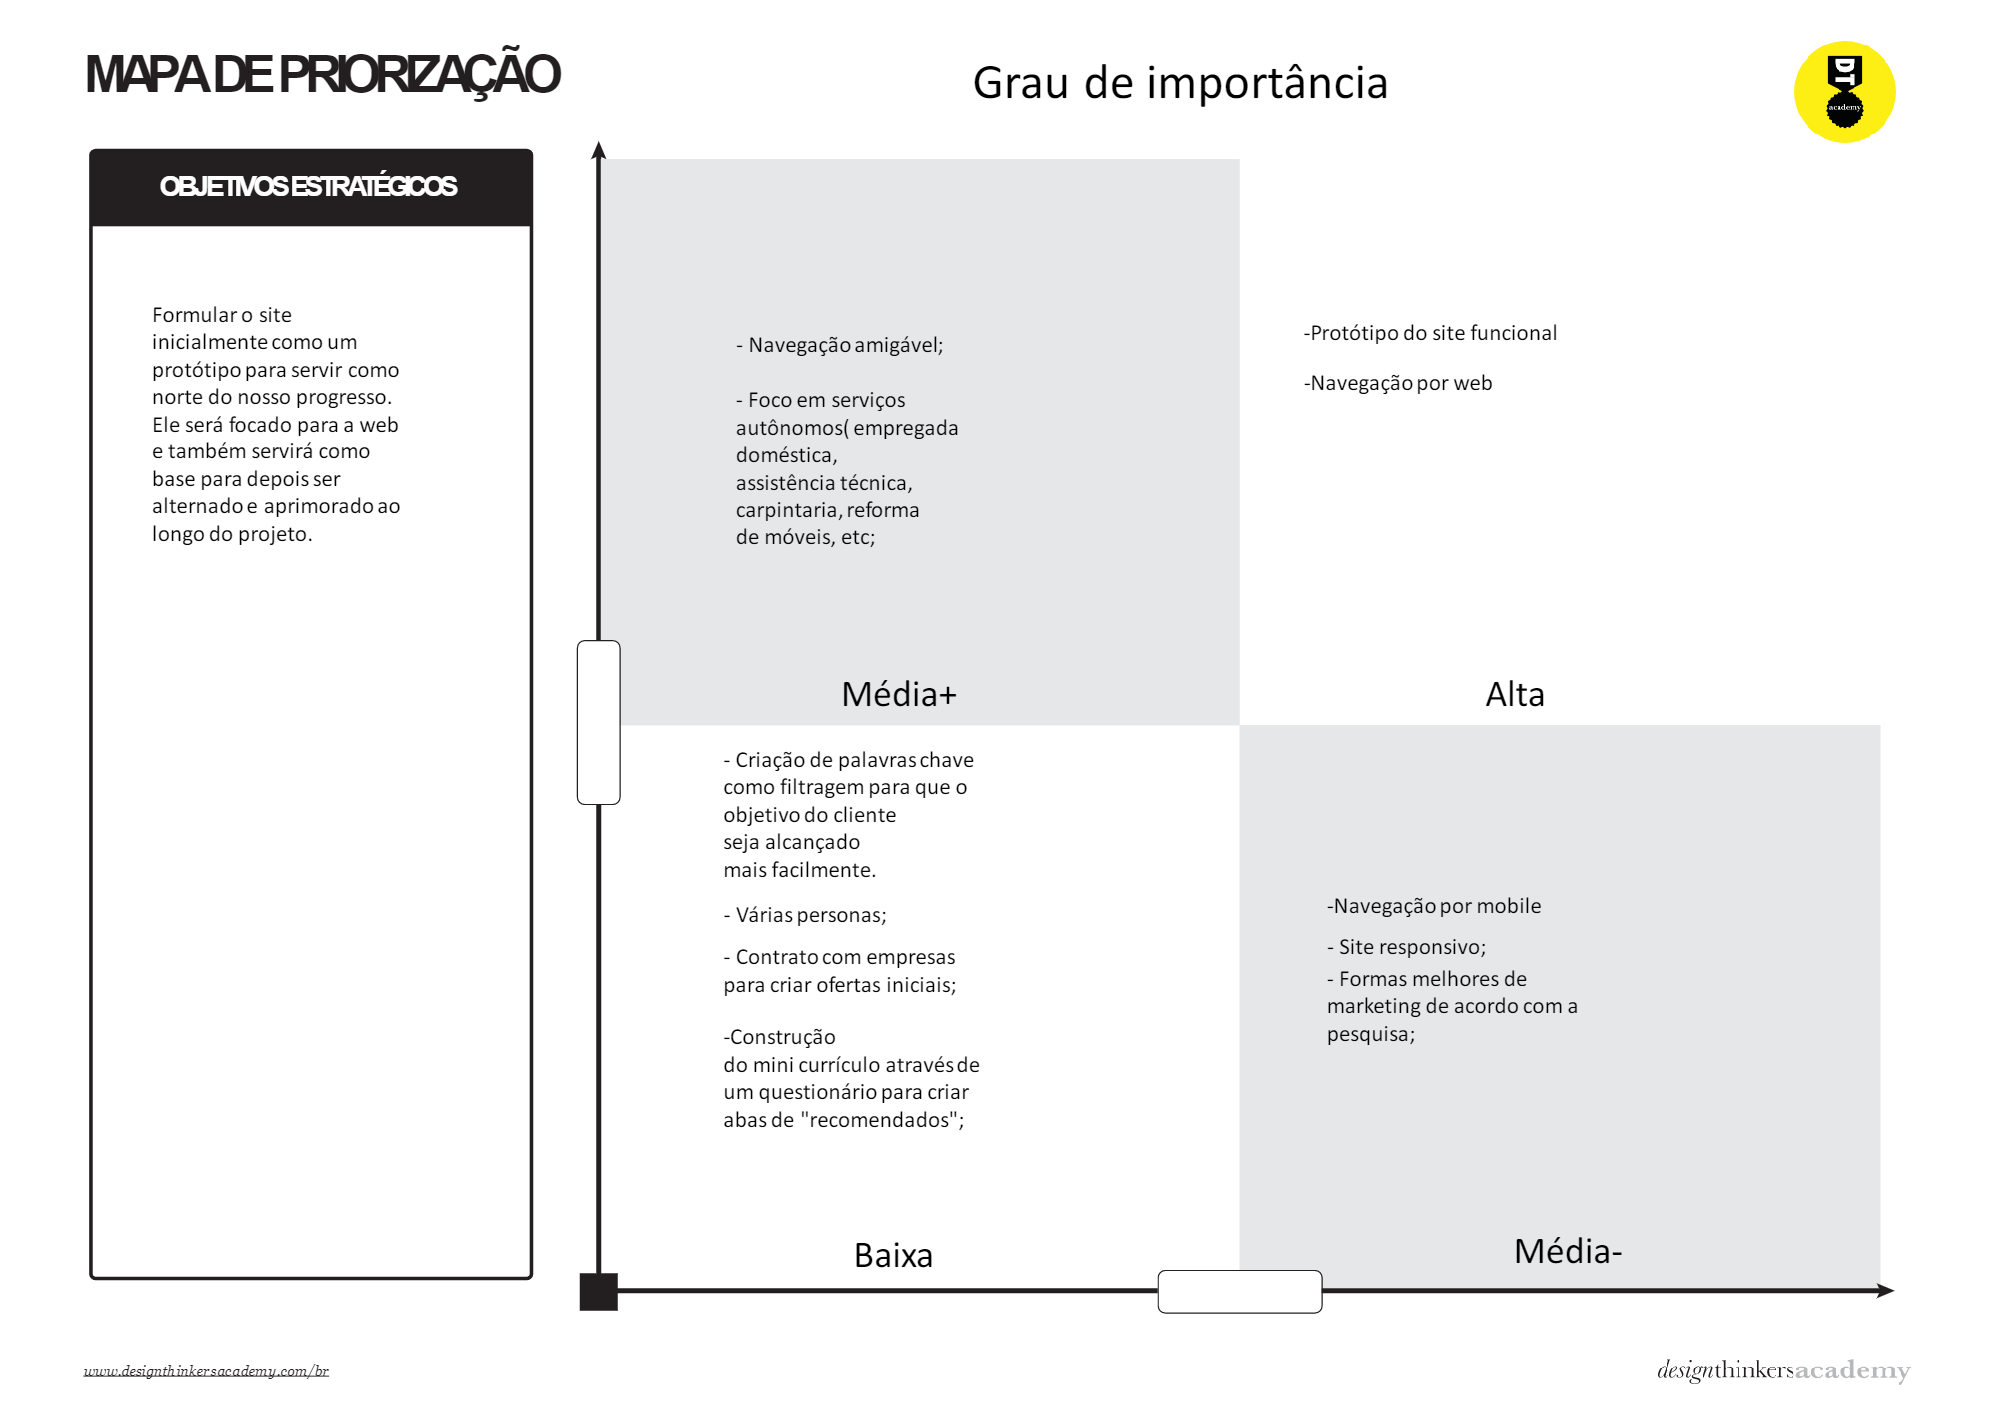 MAPA DE PRIORIZAÇÃO
Grau de importância
DT
academy
OBJETIVOS ESTRATÉGICOS
Formular o site
inicialmente como um
protótipo para servir como
norte do nosso progresso.
Ele será focado para a web
e também servirá como
base para depois ser
alternado e aprimorado ao
longo do projeto.
- Navegação amigável;
- Foco em serviços
autônomos( empregada
doméstica,
assistência técnica,
carpintaria, reforma
de móveis, etc;
Média+
-Protótipo do site funcional
-Navegação por web
Alta
- Criação de palavras chave
como filtragem para que o
objetivo do cliente
seja alcançado
mais facilmente.
- Várias personas;
- Contrato com empresas
para criar ofertas iniciais;
-Construção
do mini currículo através de
um questionário para criar
abas de "recomendados";
Baixa
-Navegação por mobile
- Site responsivo;
- Formas melhores de
marketing de acordo com a
pesquisa;
Média-
www.designthinkersacademy.com/br
designthinkersacademy